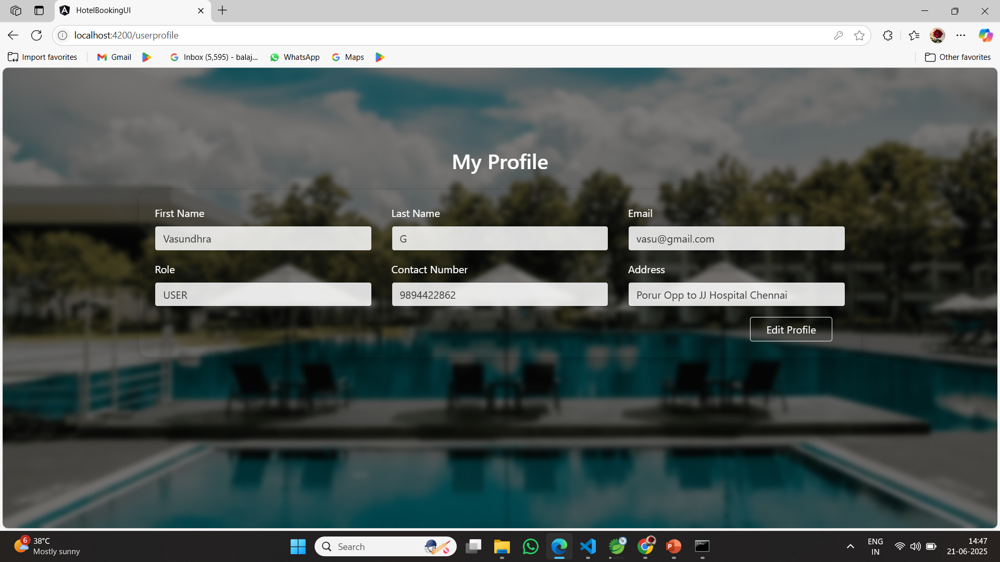 HotelBookingUI
localhost:4200/userprofile
Import favorites Gmail Inbox (5,595) - balaj... WhatsApp Maps Other favorites
My Profile
First Name Last Name Email
Vasundhra G vasu@gmail.com
Role Contact Number Address
USER 9894422862 Porur Opp to JJ Hospital Chennai
Edit Profile
6 38°C
Mostly sunny
Search
ENG
IN
14:47
21-06-2025